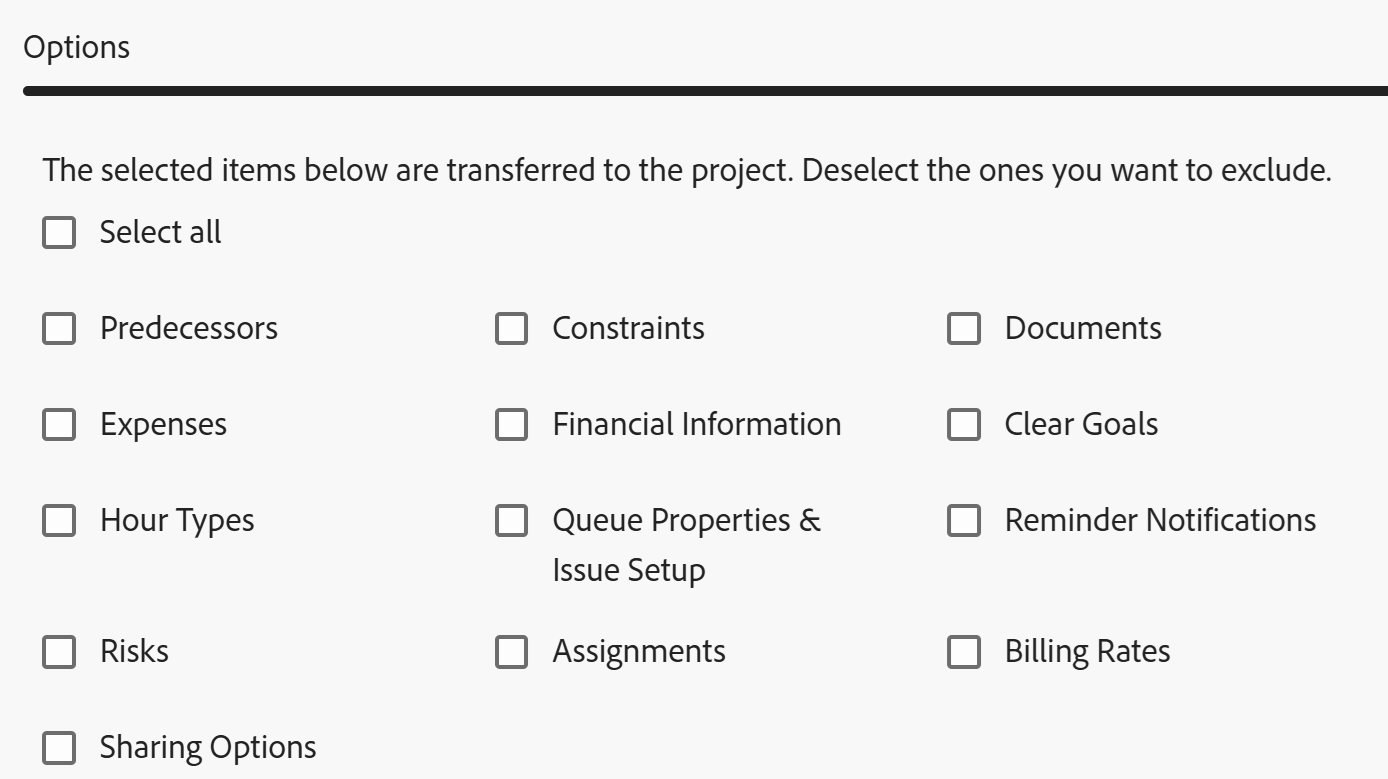 Options
The selected items below are transferred to the project. Deselect the ones you want to exclude.
Select all
Predecessors
Constraints
Documents
Expenses
Financial Information
Clear Goals
Hour Types
Queue Properties &
Issue Setup
Reminder Notifications
Risks
Assignments
Billing Rates
Sharing Options